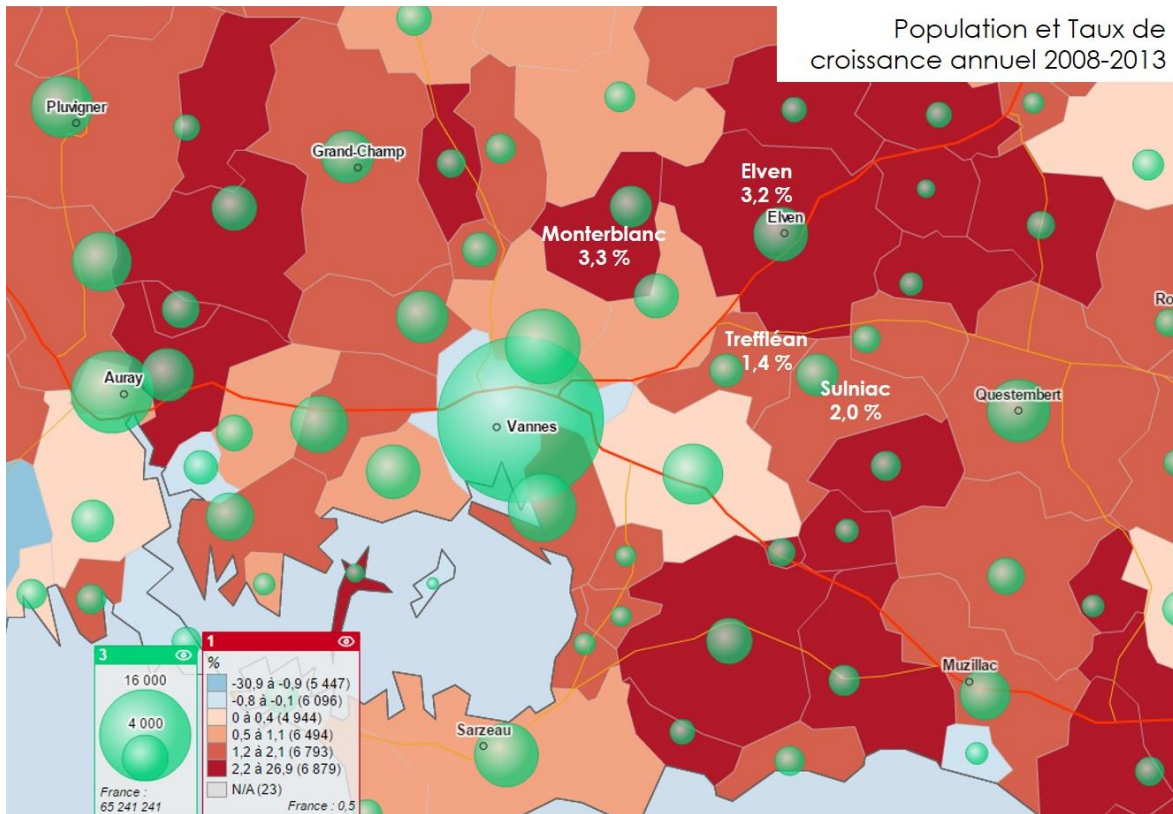 Population et Taux de
croissance annuel 2008-2013
Pluvigner
Grand-Champ
Elven
3,2 %
Elven
Monterblanc
3,3 %
Ro
Treffléan
1,4 %
Auray
Sulniac
2,0 %
Questembert
Vannes
Muzillac
Sarzeau
3
16 000
4 000
France :
65 241 241
1
%
-30,9 à -0,9 (5 447)
-0,8 à -0,1 (6 096)
0 à 0,4 (4 944)
0,5 à 1,1 (6 494)
1,2 à 2,1 (6 793)
2,2 à 26,9 (6 879)
N/A (23)
France : 0,5